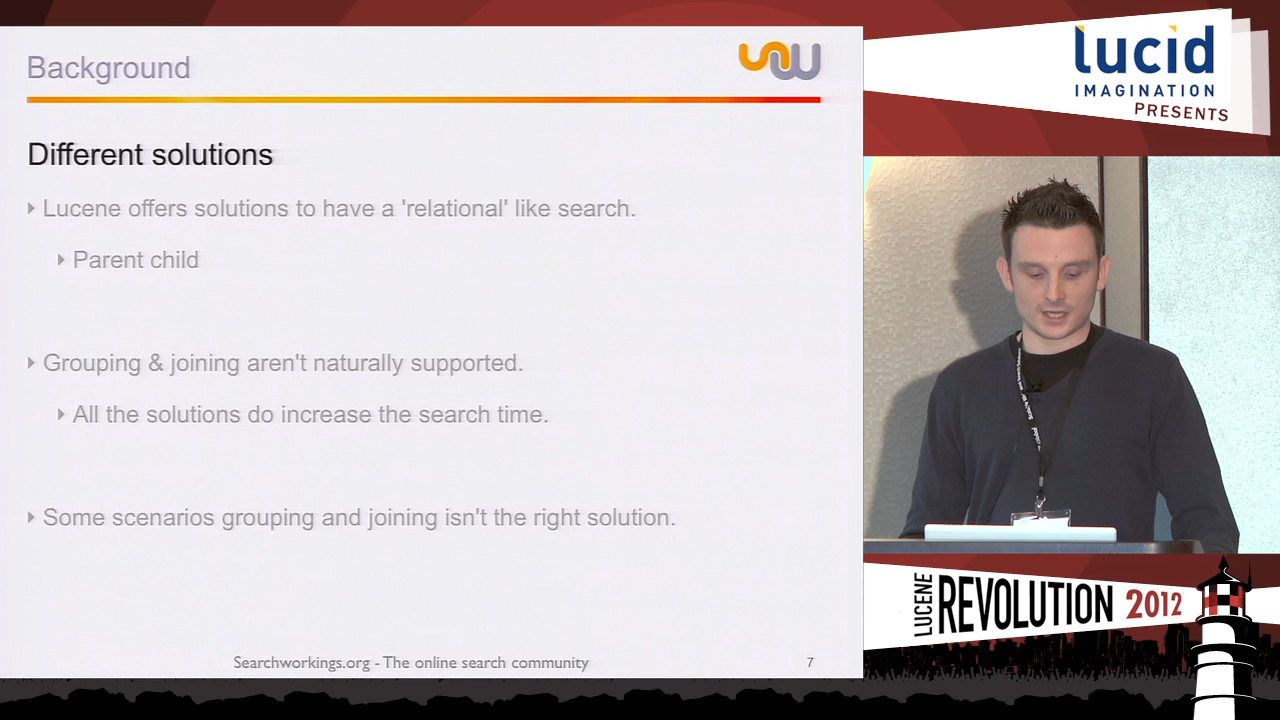 Background
Different solutions
Lucene offers solutions to have a 'relational' like search.
Parent child
Grouping & joining aren't naturally supported.
All the solutions do increase the search time.
Some scenarios grouping and joining isn't the right solution.
Searchworkings.org - The online search community
7
lucid
IMAGINATION
PRESENTS
LUCENE
REVOLUTION 2012